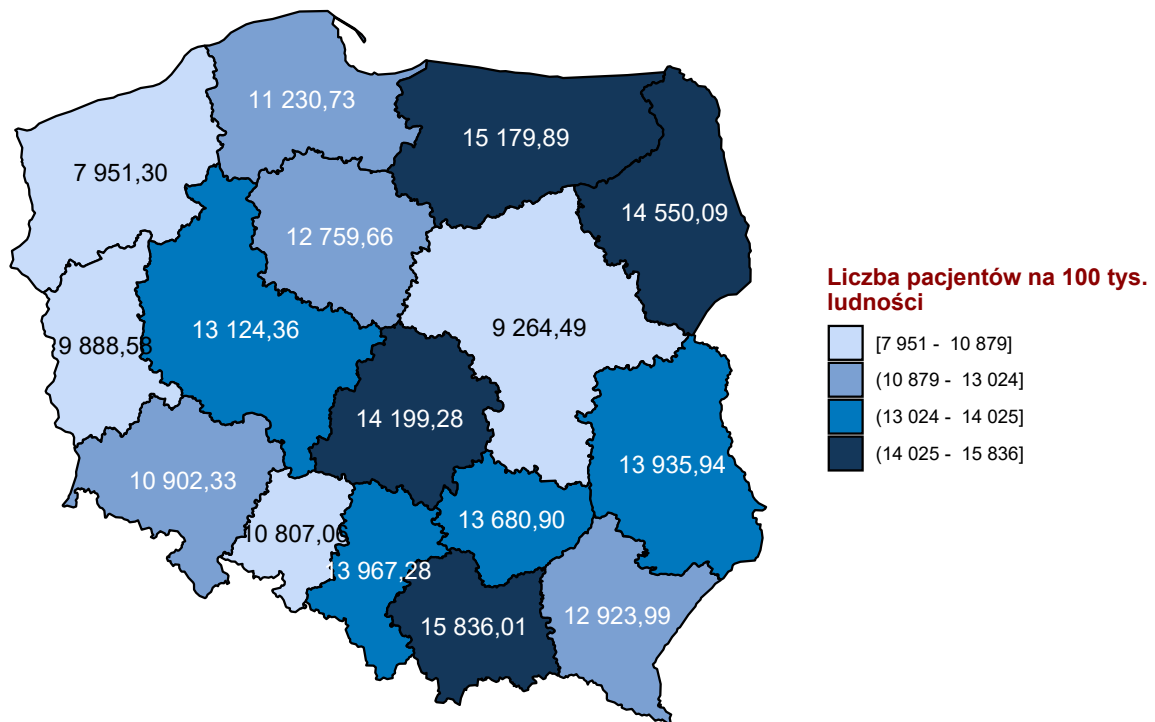 11 230,73
15 179,89
7 951,30
14 550,09
12 759,66
13 124,36
9 264,49
9 888,58
14 199,28
13 935,94
10 902,33
13 680,90
10 807,06
13 967,28
12 923,99
15 836,01
Liczba pacjentów na 100 tys.
ludności
[7 951 - 10 879]
(10 879 - 13 024]
(13 024 - 14 025]
(14 025 - 15 836]